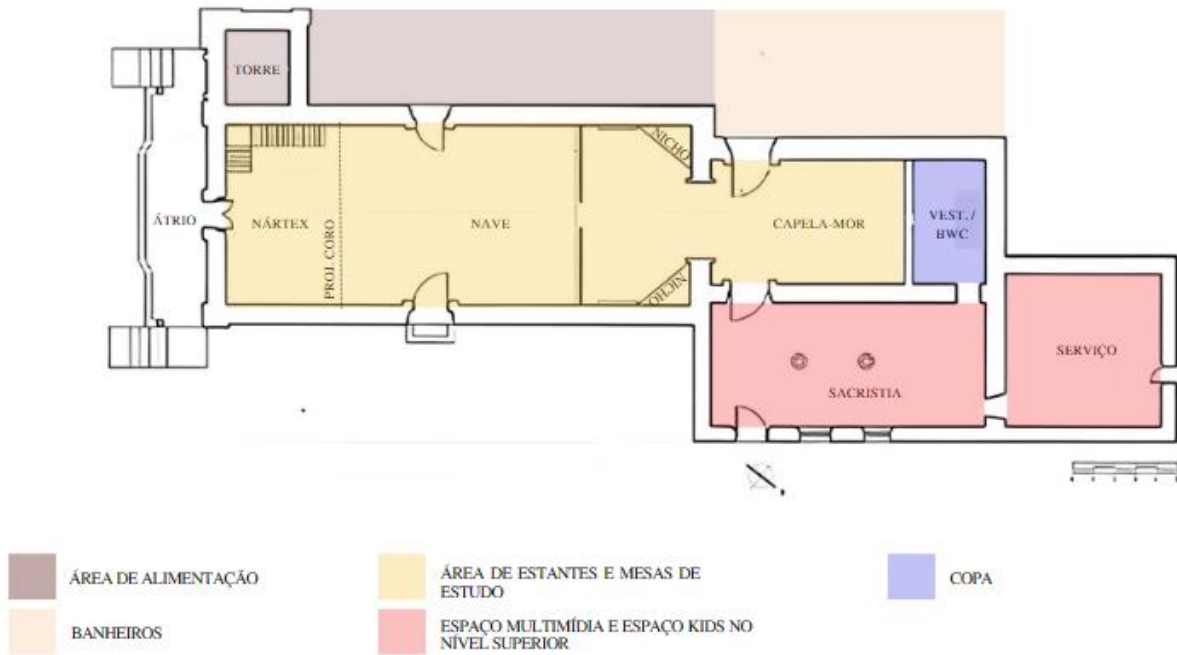 TORRE
NICHO
ÁTRIO
NÁRTEX
PROJ. CORO
NAVE
CAPELA-MOR
VEST. /
BWC
NICHO
SERVIÇO
SACRISTIA
ÁREA DE ALIMENTAÇÃO
ÁREA DE ESTANTES E MESAS DE
ESTUDO
COPA
BANHEIROS
ESPAÇO MULTIMÍDIA E ESPAÇO KIDS NO
NÍVEL SUPERIOR